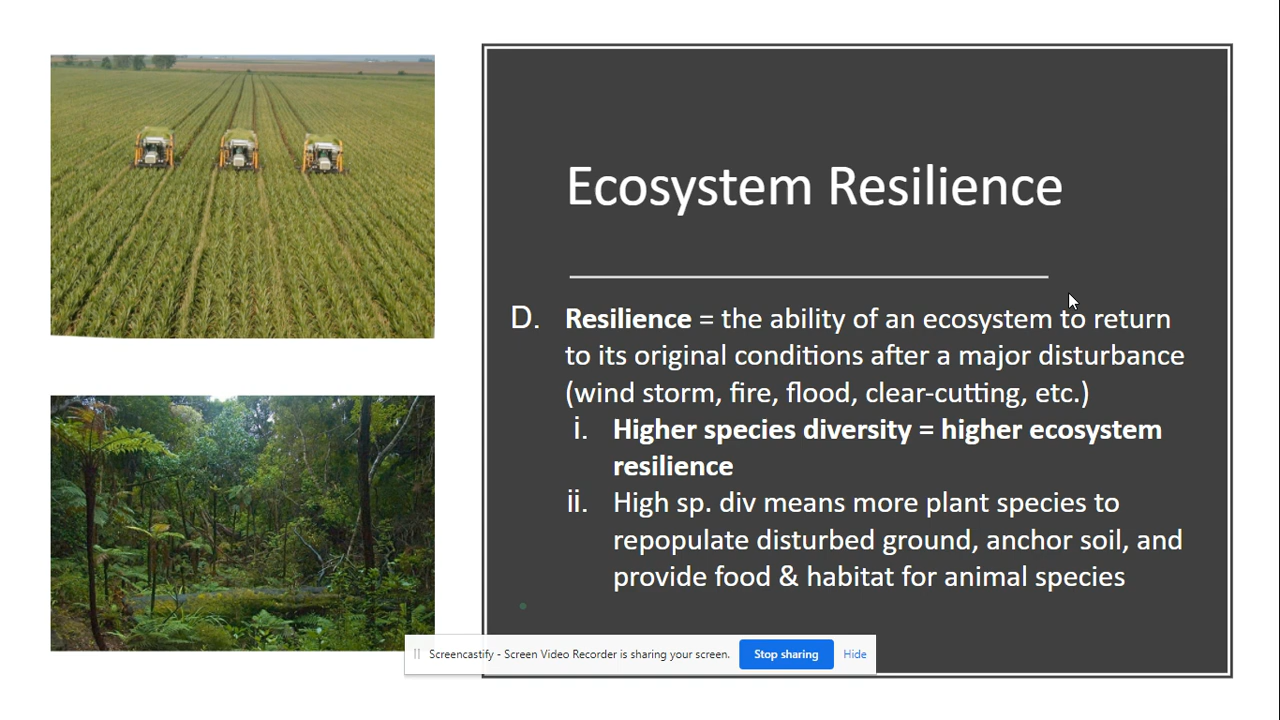 Ecosystem Resilience
D. Resilience = the ability of an ecosystem to return
to its original conditions after a major disturbance
(wind storm, fire, flood, clear-cutting, etc.)
i. Higher species diversity = higher ecosystem
resilience
ii. High sp. div means more plant species to
repopulate disturbed ground, anchor soil, and
provide food & habitat for animal species
Screencastify - Screen Video Recorder is sharing your screen. Stop sharing Hide